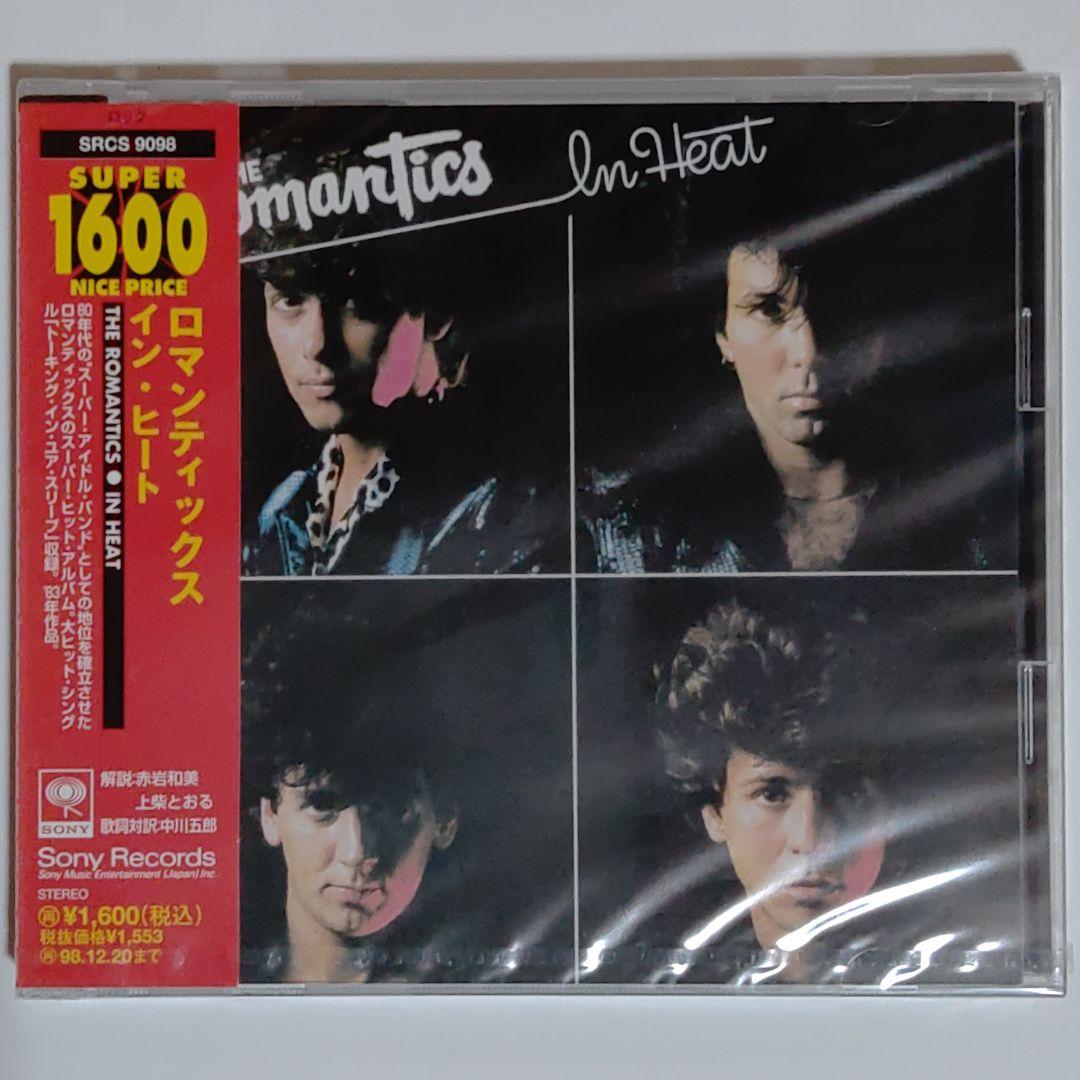 ロック
SRCS 9098
SUPER
1600
NICE PRICE
ロマンティックス
イン・ヒート
THE ROMANTICS ● IN HEAT
80年代の"スーパー・アイドル・バンド"としての地位を確立させた
ロマンティックスのスーパー・ヒット・アルバム。大ヒット・シング
ル「トーキング・イン・ユア・スリープ」収録。'83年作品。
解説:赤岩和美
上柴とおる
歌詞対訳:中川五郎
SONY
Sony Records
Sony Music Entertainment (Japan) Inc.
STEREO
㊞¥1,600(税込)
税抜価格¥1,553
98.12.20まで
HE
omantics
In Heat